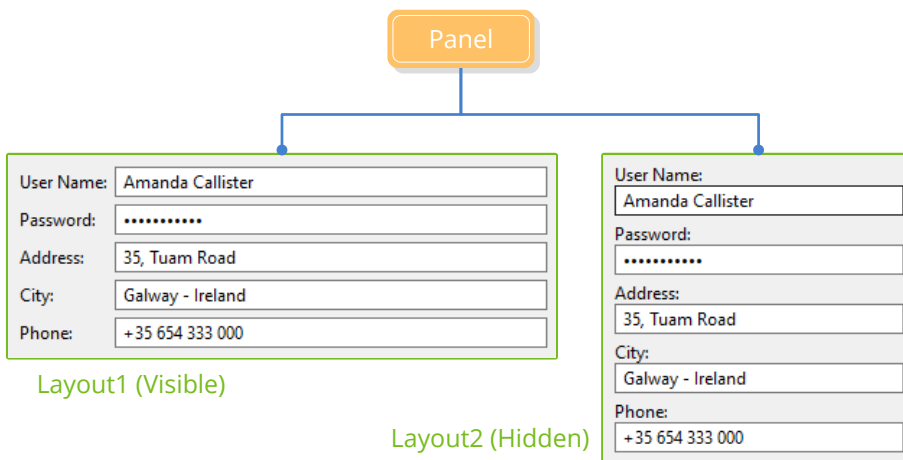 Panel
User Name: Amanda Callister
Password: •••••••••••
Address: 35, Tuam Road
City: Galway - Ireland
Phone: +35 654 333 000
Layout1 (Visible)
User Name:
Amanda Callister
Password:
•••••••••••
Address:
35, Tuam Road
City:
Galway - Ireland
Phone:
+35 654 333 000
Layout2 (Hidden)